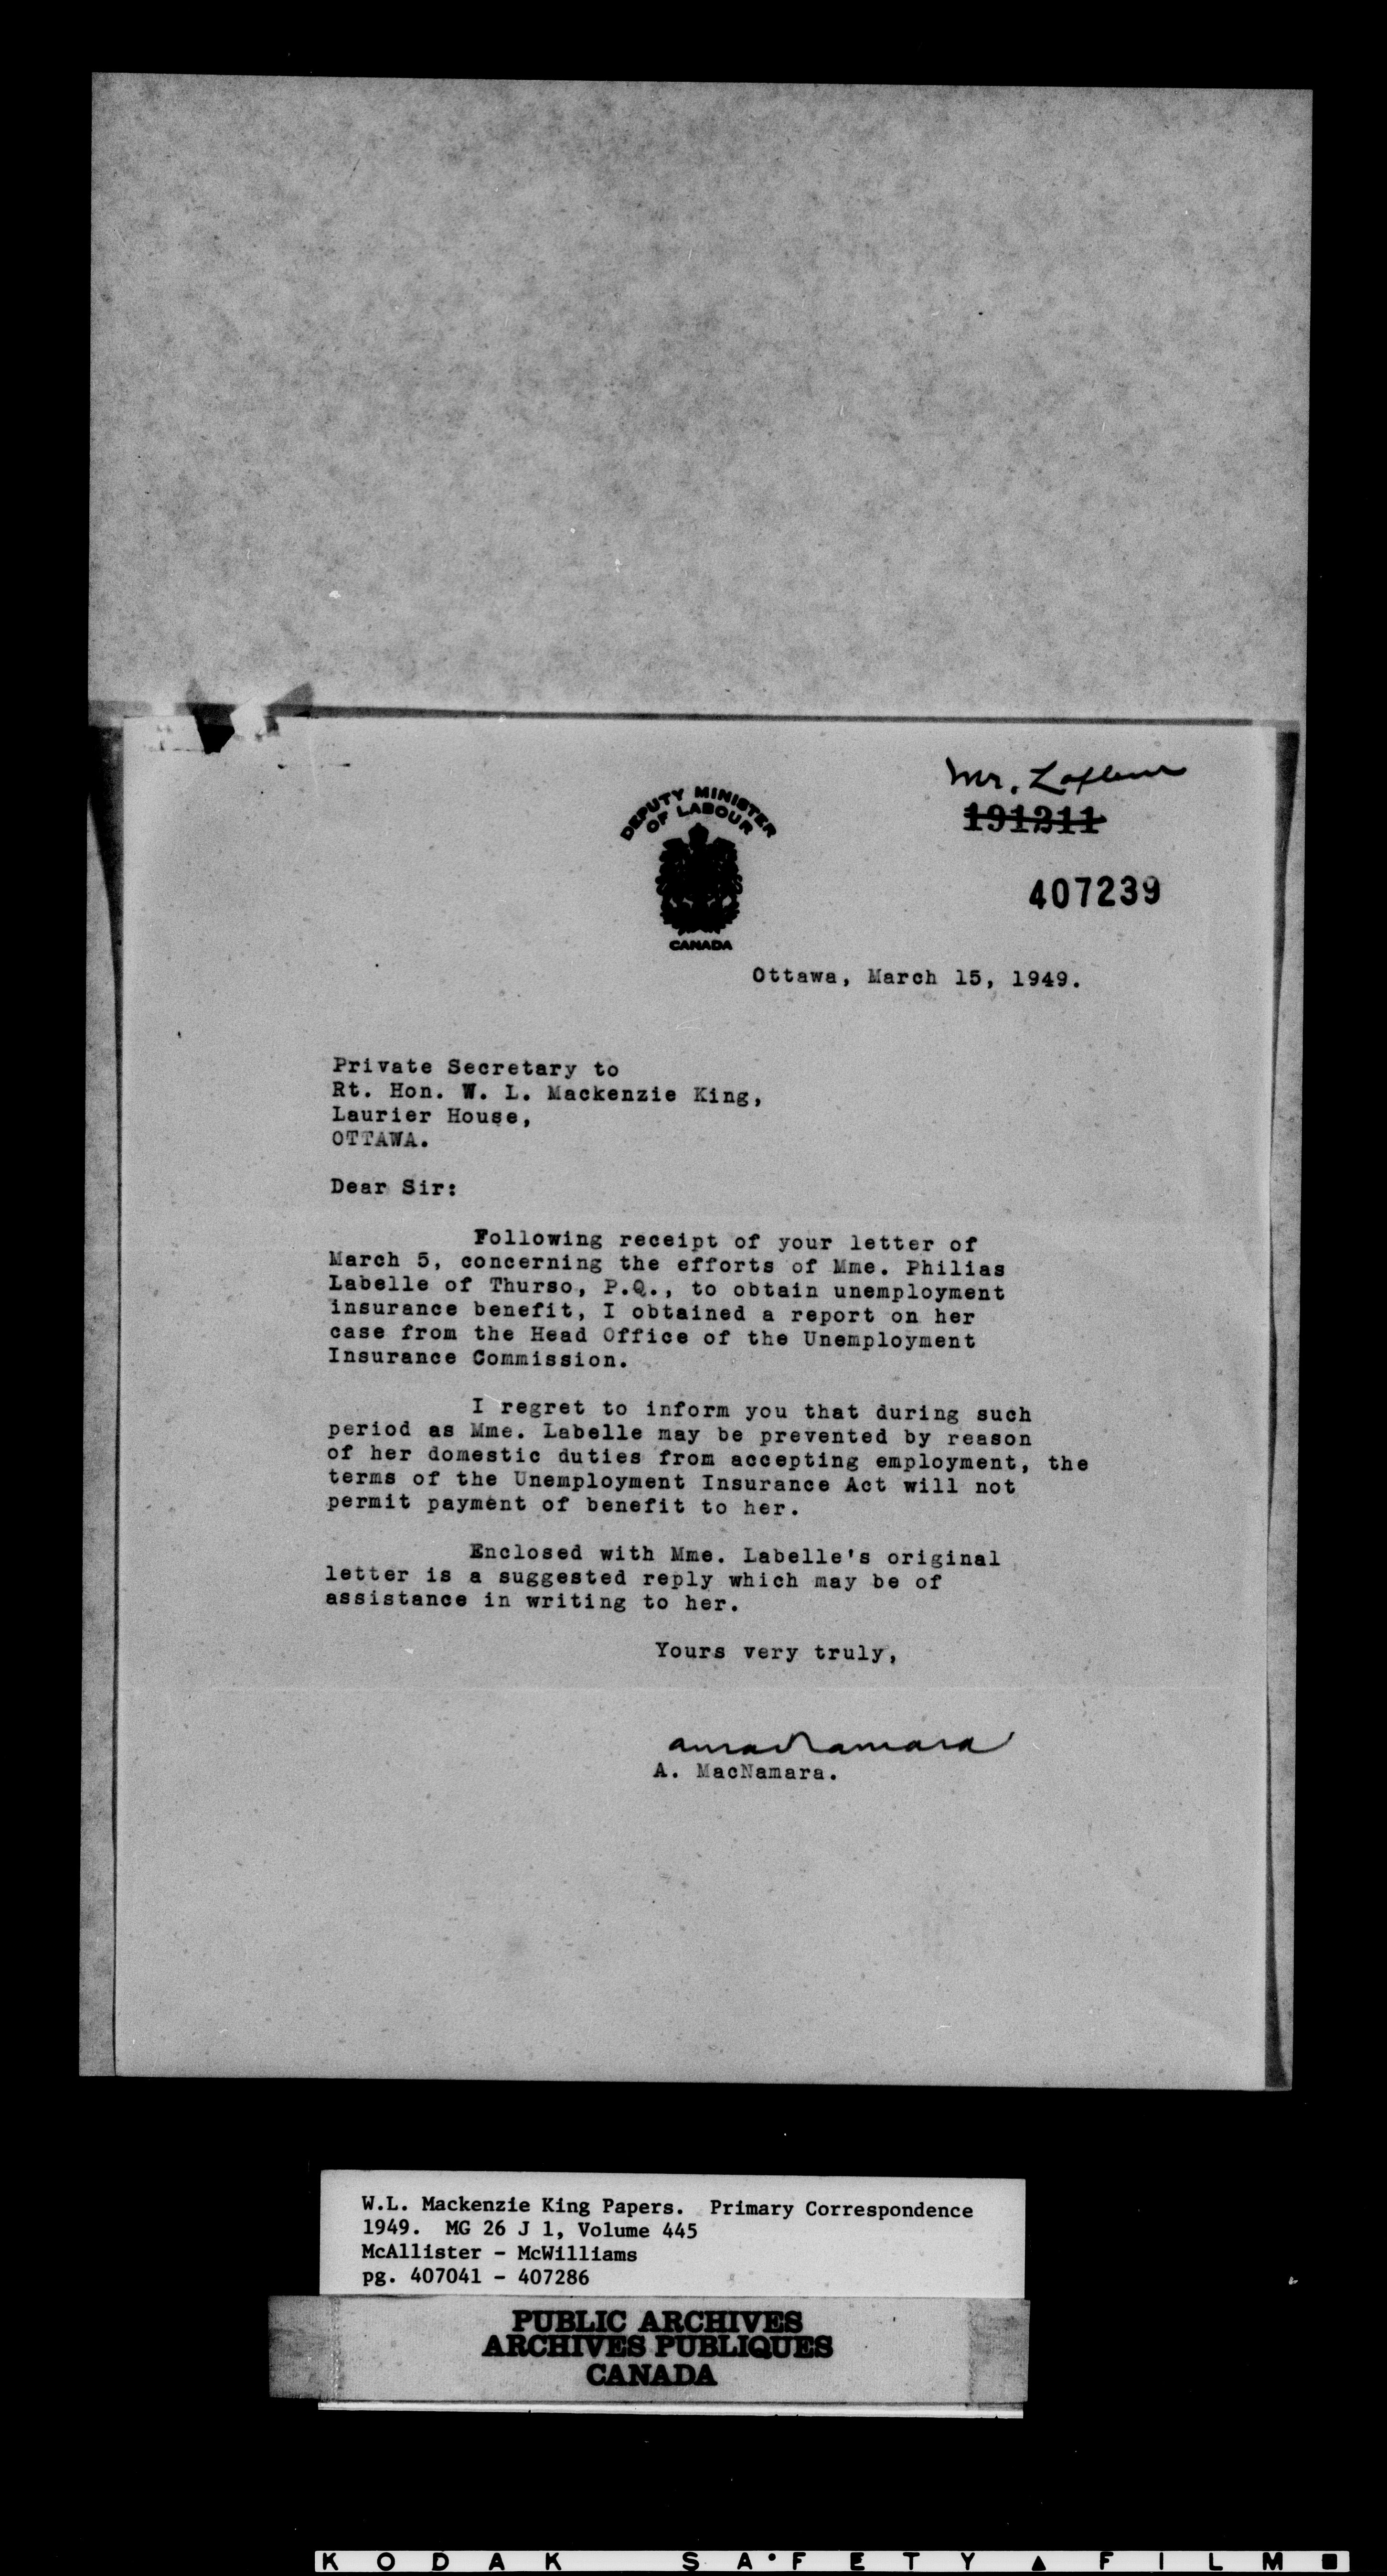 Mr. Lafleur
DEPUTY MINISTER
OF LABOUR
191211
407239
CANADA
Ottawa, March 15, 1949.
Private Secretary to
Rt. Hon. W. L. Mackenzie King,
Laurier House,
OTTAWA.
Dear Sir:
Following receipt of your letter of
March 5, concerning the efforts of Mme. Philias
Labelle of Thurso, P.Q., to obtain unemployment
insurance benefit, I obtained a report on her
case from the Head Office of the Unemployment
Insurance Commission.
I regret to inform you that during such
period as Mme. Labelle may be prevented by reason
of her domestic duties from accepting employment, the
terms of the Unemployment Insurance Act will not
permit payment of benefit to her.
Enclosed with Mme. Labelle's original
letter is a suggested reply which may be of
assistance in writing to her.
Yours very truly,
AMacNamara
A. MacNamara.
W.L. Mackenzie King Papers. Primary Correspondence
1949. MG 26 J 1, Volume 445
McAllister - McWilliams
pg. 407041 - 407286
PUBLIC ARCHIVES
ARCHIVES PUBLIQUES
CANADA
KODAK SAFETY FILM